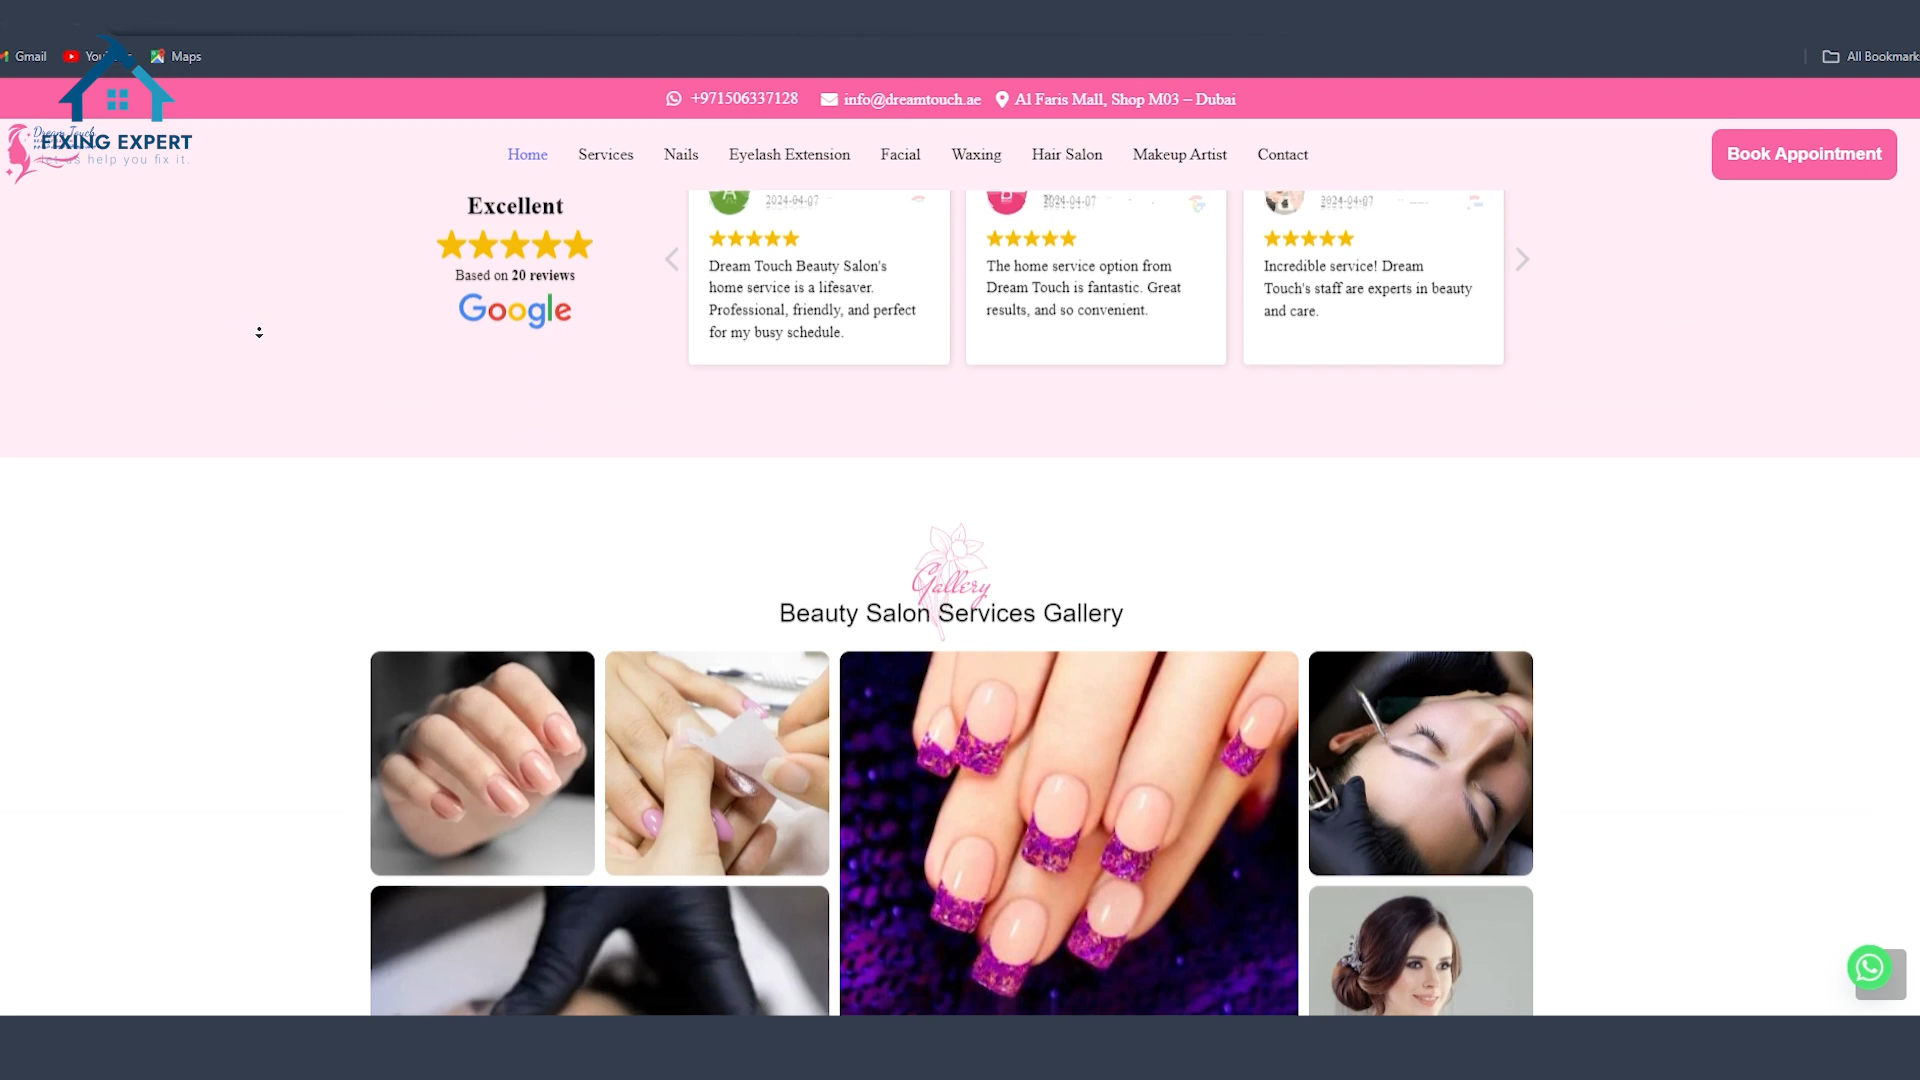 Gmail
Maps
All Bookmark
+971506337128 info@dreamtouch.ae Al Faris Mall, Shop M03 – Dubai
Dream Touch
FIXING EXPERT
let us help you fix it.
Home Services Nails Eyelash Extension Facial Waxing Hair Salon Makeup Artist Contact
Book Appointment
Excellent
Based on 20 reviews
Google
A
2024-04-07
Dream Touch Beauty Salon's
home service is a lifesaver.
Professional, friendly, and perfect
for my busy schedule.
2024-04-07
The home service option from
Dream Touch is fantastic. Great
results, and so convenient.
2024-04-07
Incredible service! Dream
Touch's staff are experts in beauty
and care.
Gallery
Beauty Salon Services Gallery